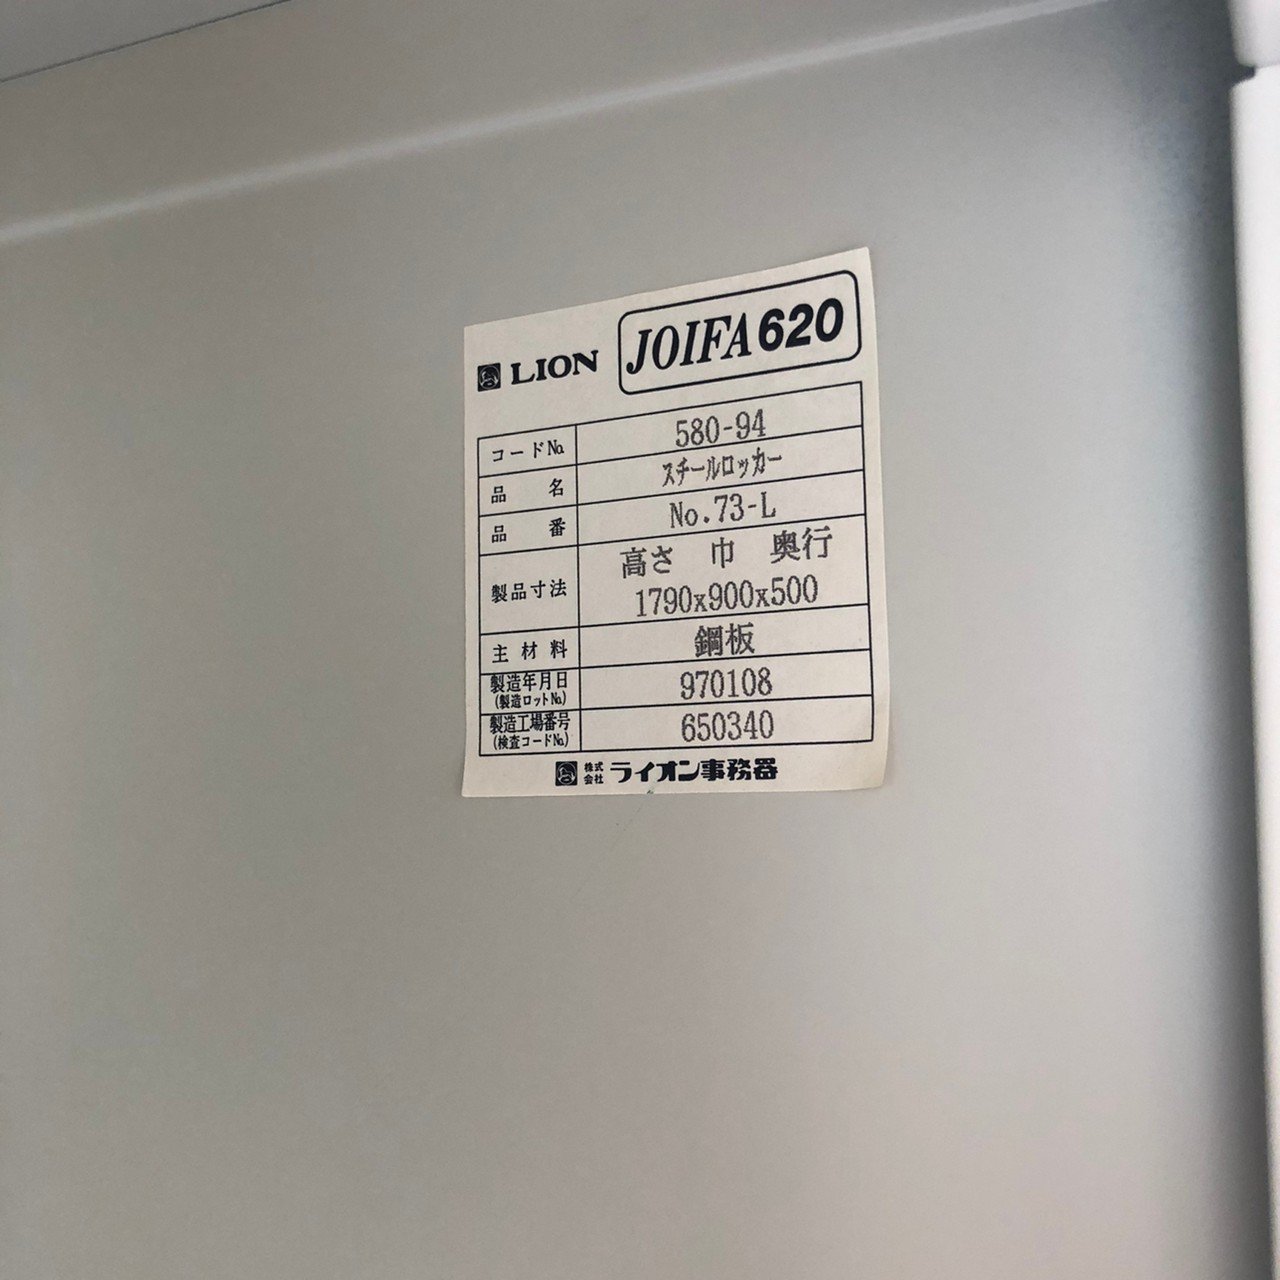 LION JOIFA 620
コードNo. 580-94
品名 スチールロッカー
品番 No.73-L
製品寸法 高さ 巾 奥行
1790x900x500
主材料 鋼板
製造年月日 970108
(製造ロットNo.)
製造工場番号 650340
(検査コードNo.)
株式会社 ライオン事務器